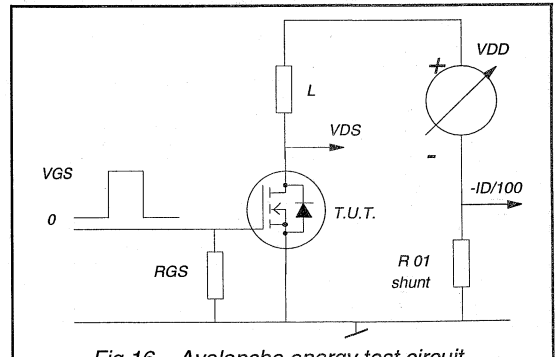 VDD
+
L
VDS
-
VGS
-ID/100
0
T.U.T.
RGS
R 01
shunt
Fig.16. Avalanche energy test circuit